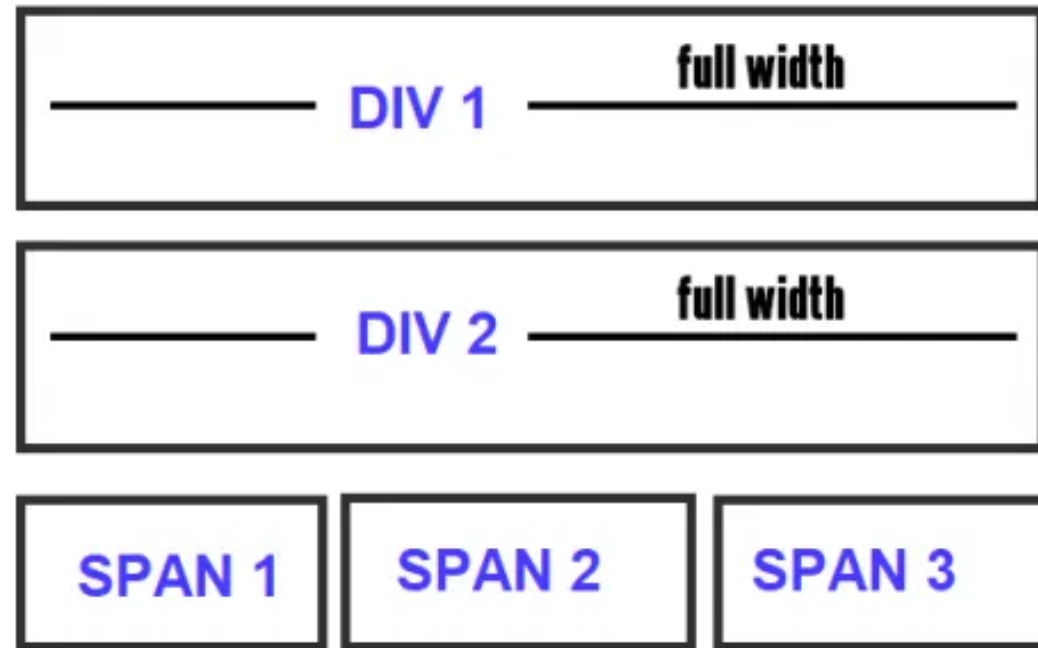 full width
DIV 1
full width
DIV 2
SPAN 1
SPAN 2
SPAN 3